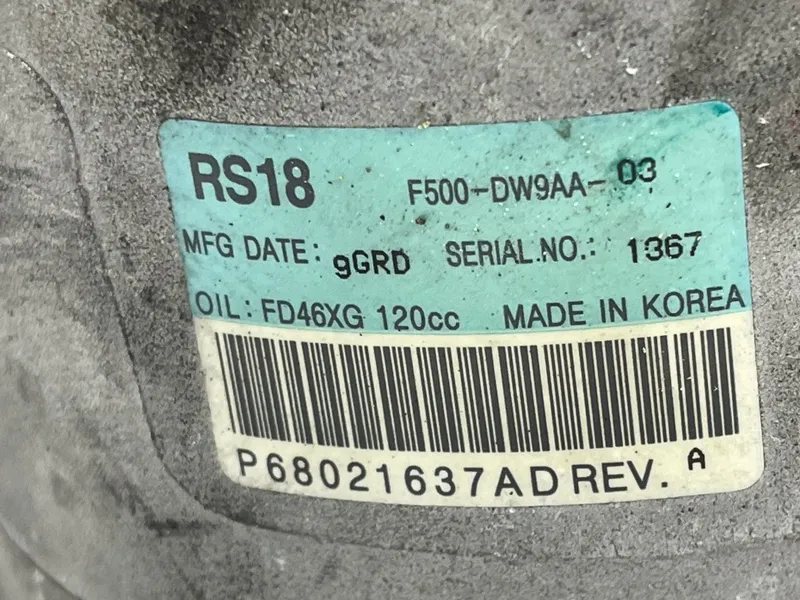 RS18 F500-DW9AA-03
MFG DATE: 9GRD SERIAL.NO.: 1367
OIL: FD46XG 120cc MADE IN KOREA
P68021637AD REV. A